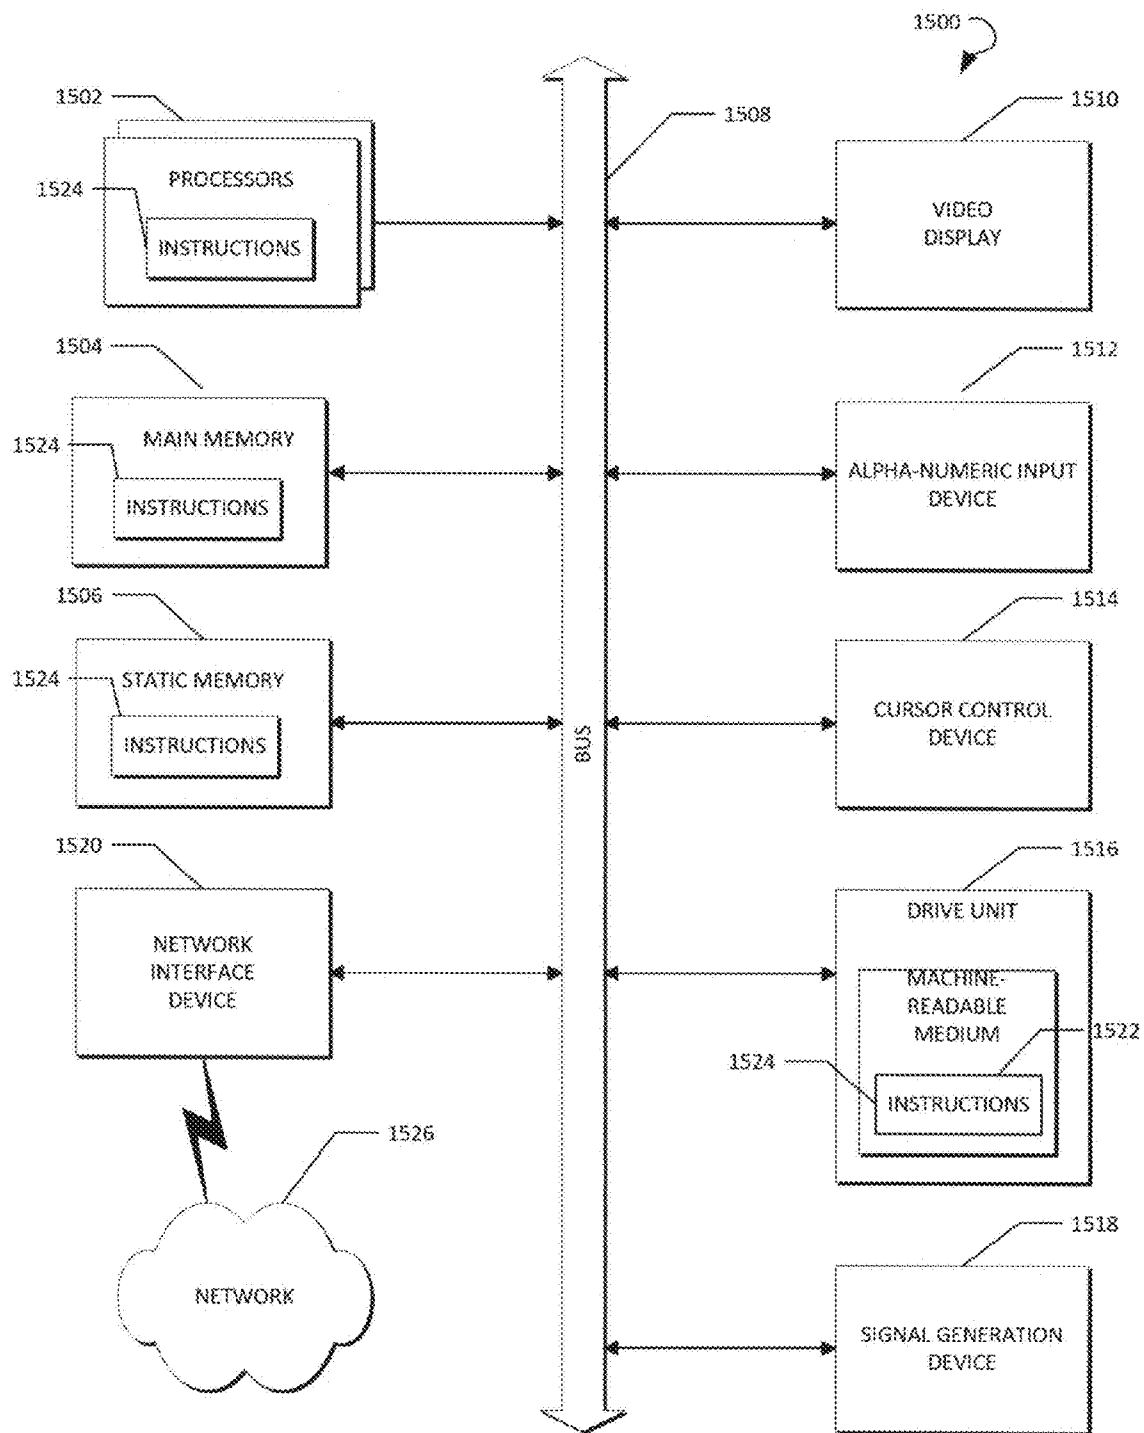 1500
1502
PROCESSORS
1524
INSTRUCTIONS
1508
1510
VIDEO
DISPLAY
1504
MAIN MEMORY
1524
INSTRUCTIONS
1512
ALPHA-NUMERIC INPUT
DEVICE
1506
STATIC MEMORY
1524
INSTRUCTIONS
BUS
1514
CURSOR CONTROL
DEVICE
1520
NETWORK
INTERFACE
DEVICE
1516
DRIVE UNIT
MACHINE-
READABLE
MEDIUM
1522
1524
INSTRUCTIONS
1526
NETWORK
1518
SIGNAL GENERATION
DEVICE